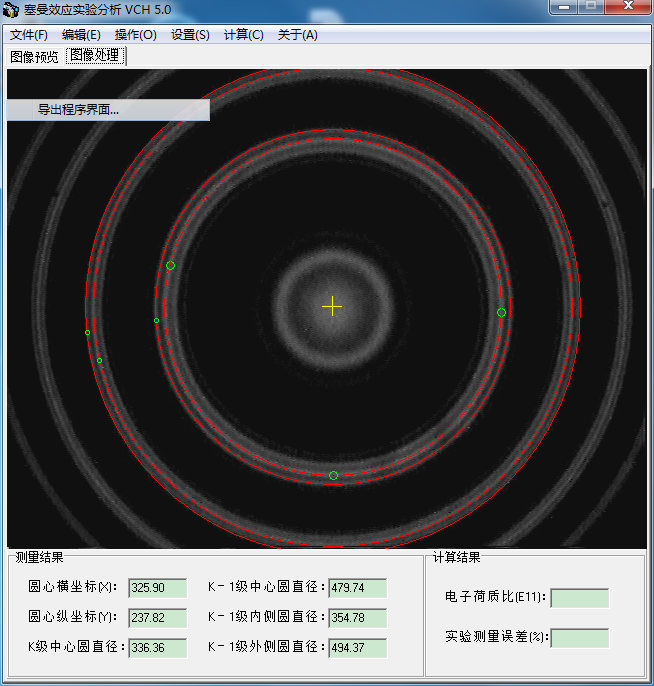 塞曼效应实验分析 VCH 5.0
文件(F) 编辑(E) 操作(O) 设置(S) 计算(C) 关于(A)
图像预览 图像处理
导出程序界面...
测量结果
圆心横坐标(X): 325.90 K-1级中心圆直径: 479.74
圆心纵坐标(Y): 237.82 K-1级内侧圆直径: 354.78
K级中心圆直径: 336.36 K-1级外侧圆直径: 494.37
计算结果
电子荷质比(E11):
实验测量误差(%):